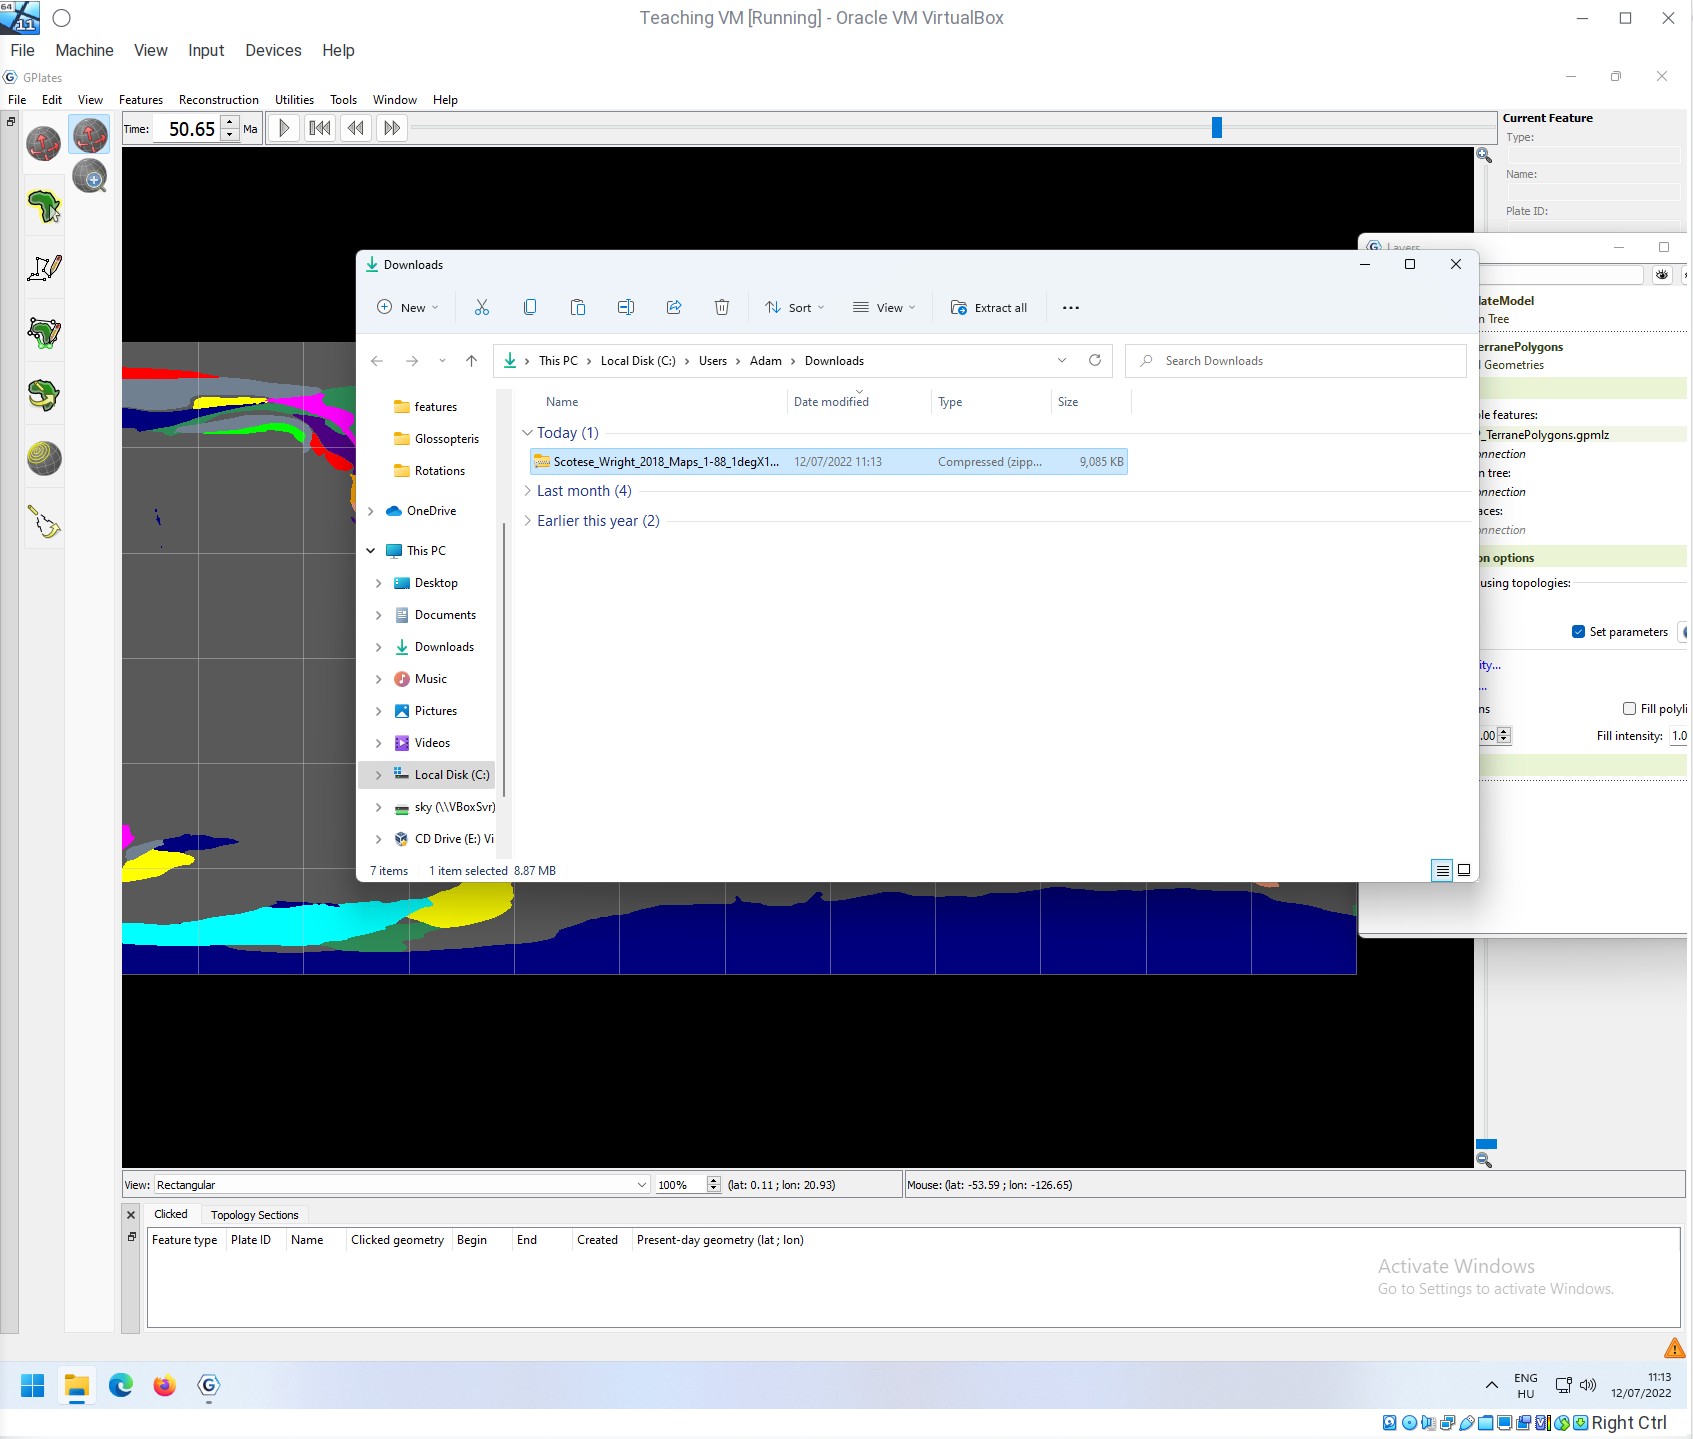 Teaching VM [Running] - Oracle VM VirtualBox
File Machine View Input Devices Help
GPlates
File Edit View Features Reconstruction Utilities Tools Window Help
Time: 50.65 Ma
Current Feature
Type:
Name:
Plate ID:
Layers
Downloads
New Sort View Extract all
This PC Local Disk (C:) Users Adam Downloads
Search Downloads
features
Glossopteris
Rotations
OneDrive
This PC
Desktop
Documents
Downloads
Music
Pictures
Videos
Local Disk (C:)
sky (\\VBoxSvr)
CD Drive (E:) Vi
Name Date modified Type Size
Today (1)
Scotese_Wright_2018_Maps_1-88_1degX1... 12/07/2022 11:13 Compressed (zipp... 9,085 KB
Last month (4)
Earlier this year (2)
7 items 1 item selected 8.87 MB
lateModel
n Tree
erranePolygons
l Geometries
le features:
_TerranePolygons.gpmlz
onnection
n tree:
onnection
aces:
onnection
on options
using topologies:
Set parameters
ity...
...
ns
Fill polyli
.00
Fill intensity: 1.0
View: Rectangular 100% (lat: 0.11 ; lon: 20.93) Mouse: (lat: -53.59 ; lon: -126.65)
Clicked Topology Sections
Feature type Plate ID Name Clicked geometry Begin End Created Present-day geometry (lat ; lon)
Activate Windows
Go to Settings to activate Windows.
ENG
HU
11:13
12/07/2022
Right Ctrl